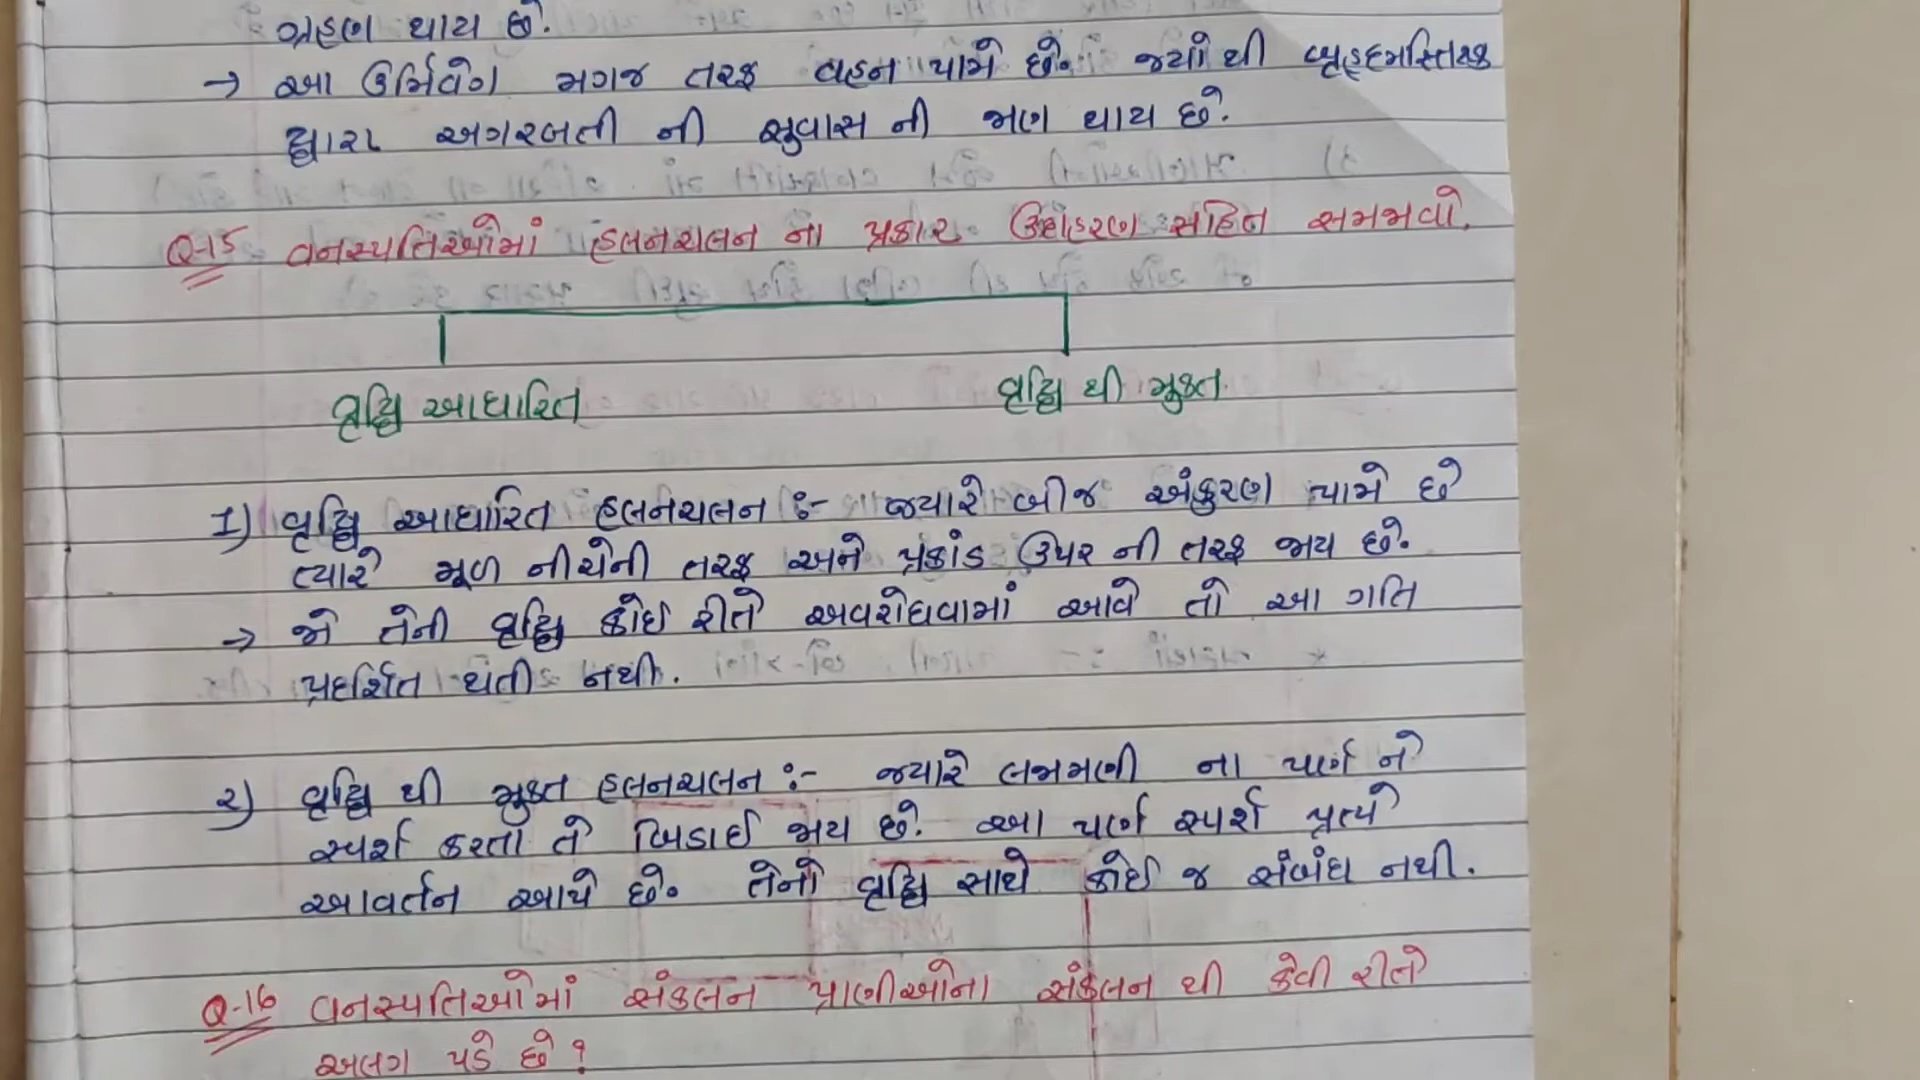 ગ્રહણ થાય છે.
→ આ ઉર્મિવેગ મગજ તરફ વહન પામે છે. જ્યાંથી બૃહદમસ્તિષ્ક
દ્વારા અગરબતી ની સુવાસ ની જાણ થાય છે.
Q-15 વનસ્પતિઓમાં હલનચલન ના પ્રકાર ઉદાહરણ સહિત સમજાવો.
વૃદ્ધિ આધારિત વૃદ્ધિ થી મુક્ત.
1) વૃદ્ધિ આધારિત હલનચલન :- જ્યારે બીજ અંકુરણ પામે છે
ત્યારે મૂળ નીચેની તરફ અને પ્રકાંડ ઉપર ની તરફ જાય છે.
→ જો તેની વૃદ્ધિ કોઈ રીતે અવરોધવામાં આવે તો આ ગતિ
પ્રદર્શિત થતી નથી.
૨) વૃદ્ધિ થી મુક્ત હલનચલન :- જ્યારે લજામણી ના પર્ણ ને
સ્પર્શ કરતા તે બિડાઈ જાય છે. આ પર્ણ સ્પર્શ પ્રત્યે
આવર્તન આપે છે. તેનો વૃદ્ધિ સાથે કોઈ જ સંબંધ નથી.
Q-16 વનસ્પતિઓમાં સંકલન પ્રાણીઓના સંકલન થી કેવી રીતે
અલગ પડે છે?